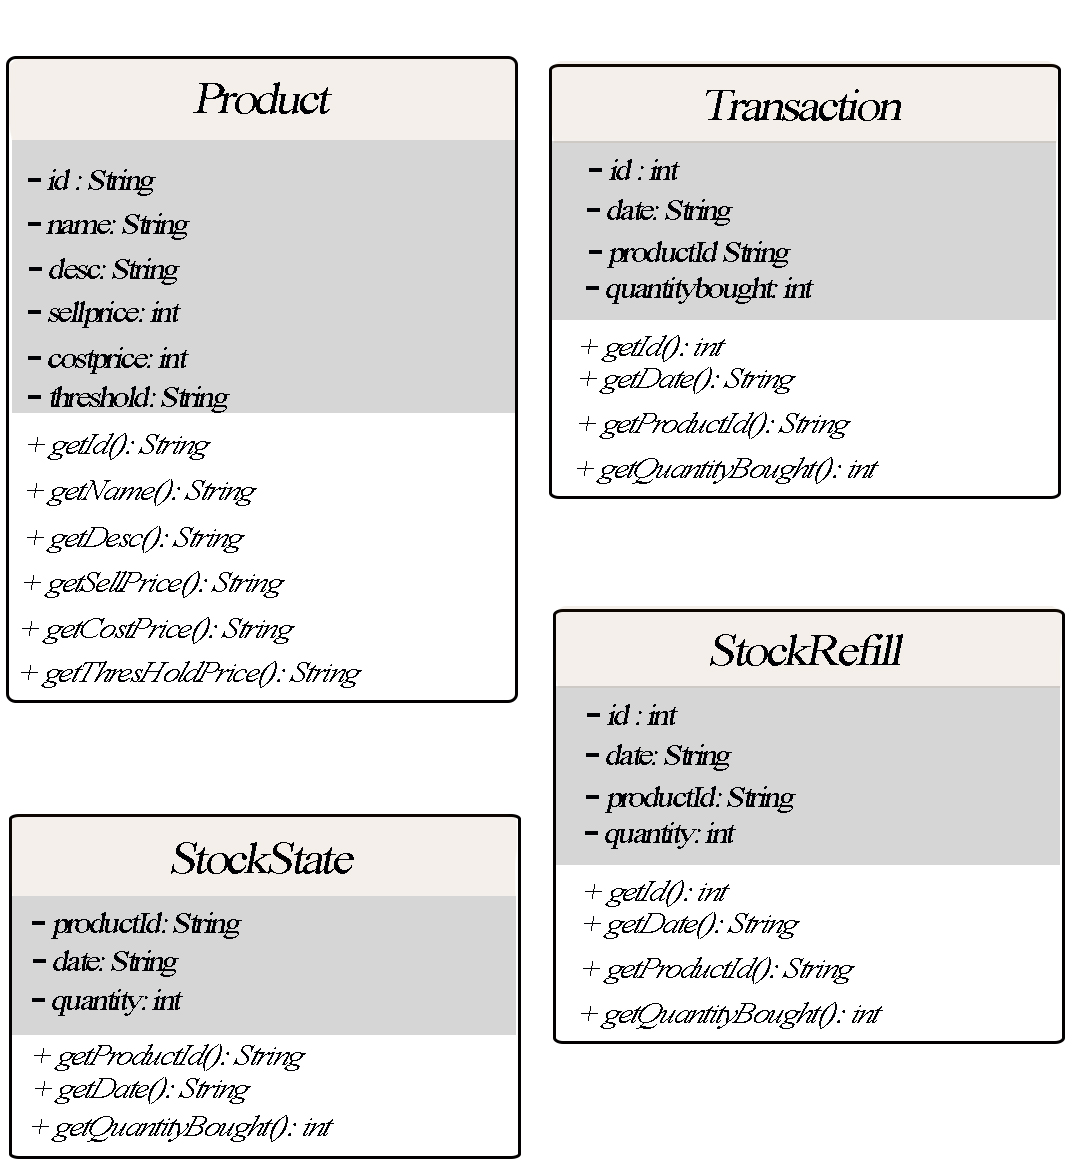 Product
- id : String
- name: String
- desc: String
- sellprice: int
- costprice: int
- threshold: String
+ getId(): String
+ getName(): String
+ getDesc(): String
+ getSellPrice(): String
+ getCostPrice(): String
+ getThresHoldPrice(): String
Transaction
- id : int
- date: String
- productId String
- quantitybought: int
+ getId(): int
+ getDate(): String
+ getProductId(): String
+ getQuantityBought(): int
StockState
- productId: String
- date: String
- quantity: int
+ getProductId(): String
+ getDate(): String
+ getQuantityBought(): int
StockRefill
- id : int
- date: String
- productId: String
- quantity: int
+ getId(): int
+ getDate(): String
+ getProductId(): String
+ getQuantityBought(): int